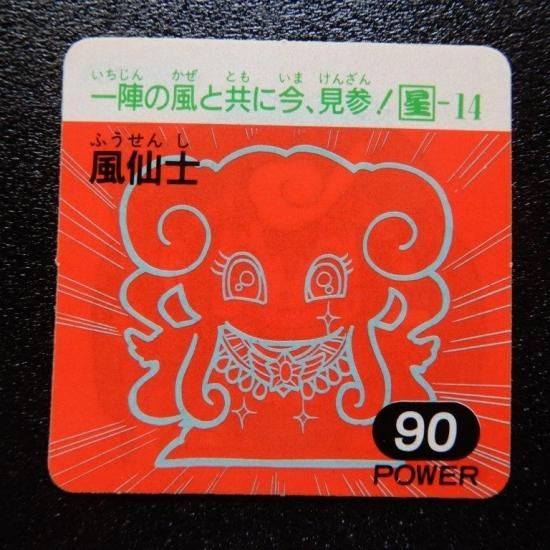 いちじん かぜ とも いま けんざん
一陣の風と共に今、見参! 星-14
ふうせん し
風仙士
90
POWER